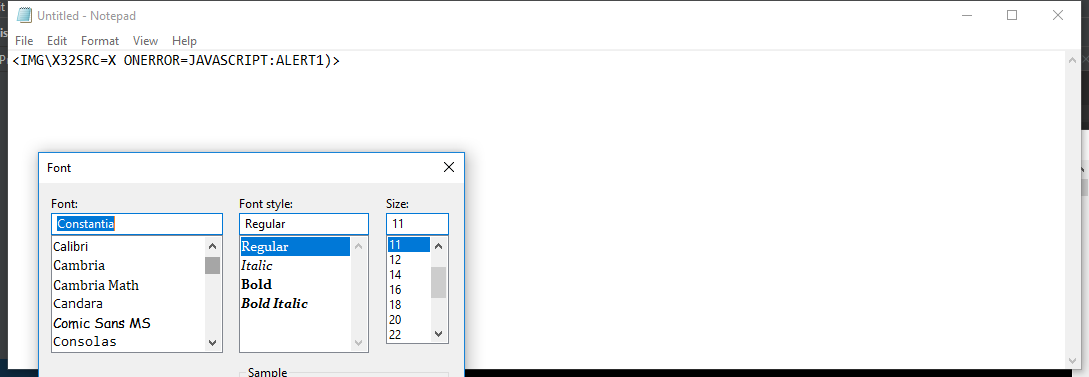 Untitled - Notepad
File Edit Format View Help
<IMG\X32SRC=X ONERROR=JAVASCRIPT:ALERT1)>
Font
Font: Font style: Size:
Constantia Regular 11
Calibri Regular 11
Cambria Italic 12
Cambria Math Bold 14
Candara Bold Italic 16
Comic Sans MS 18
Consolas 20
22
Sample